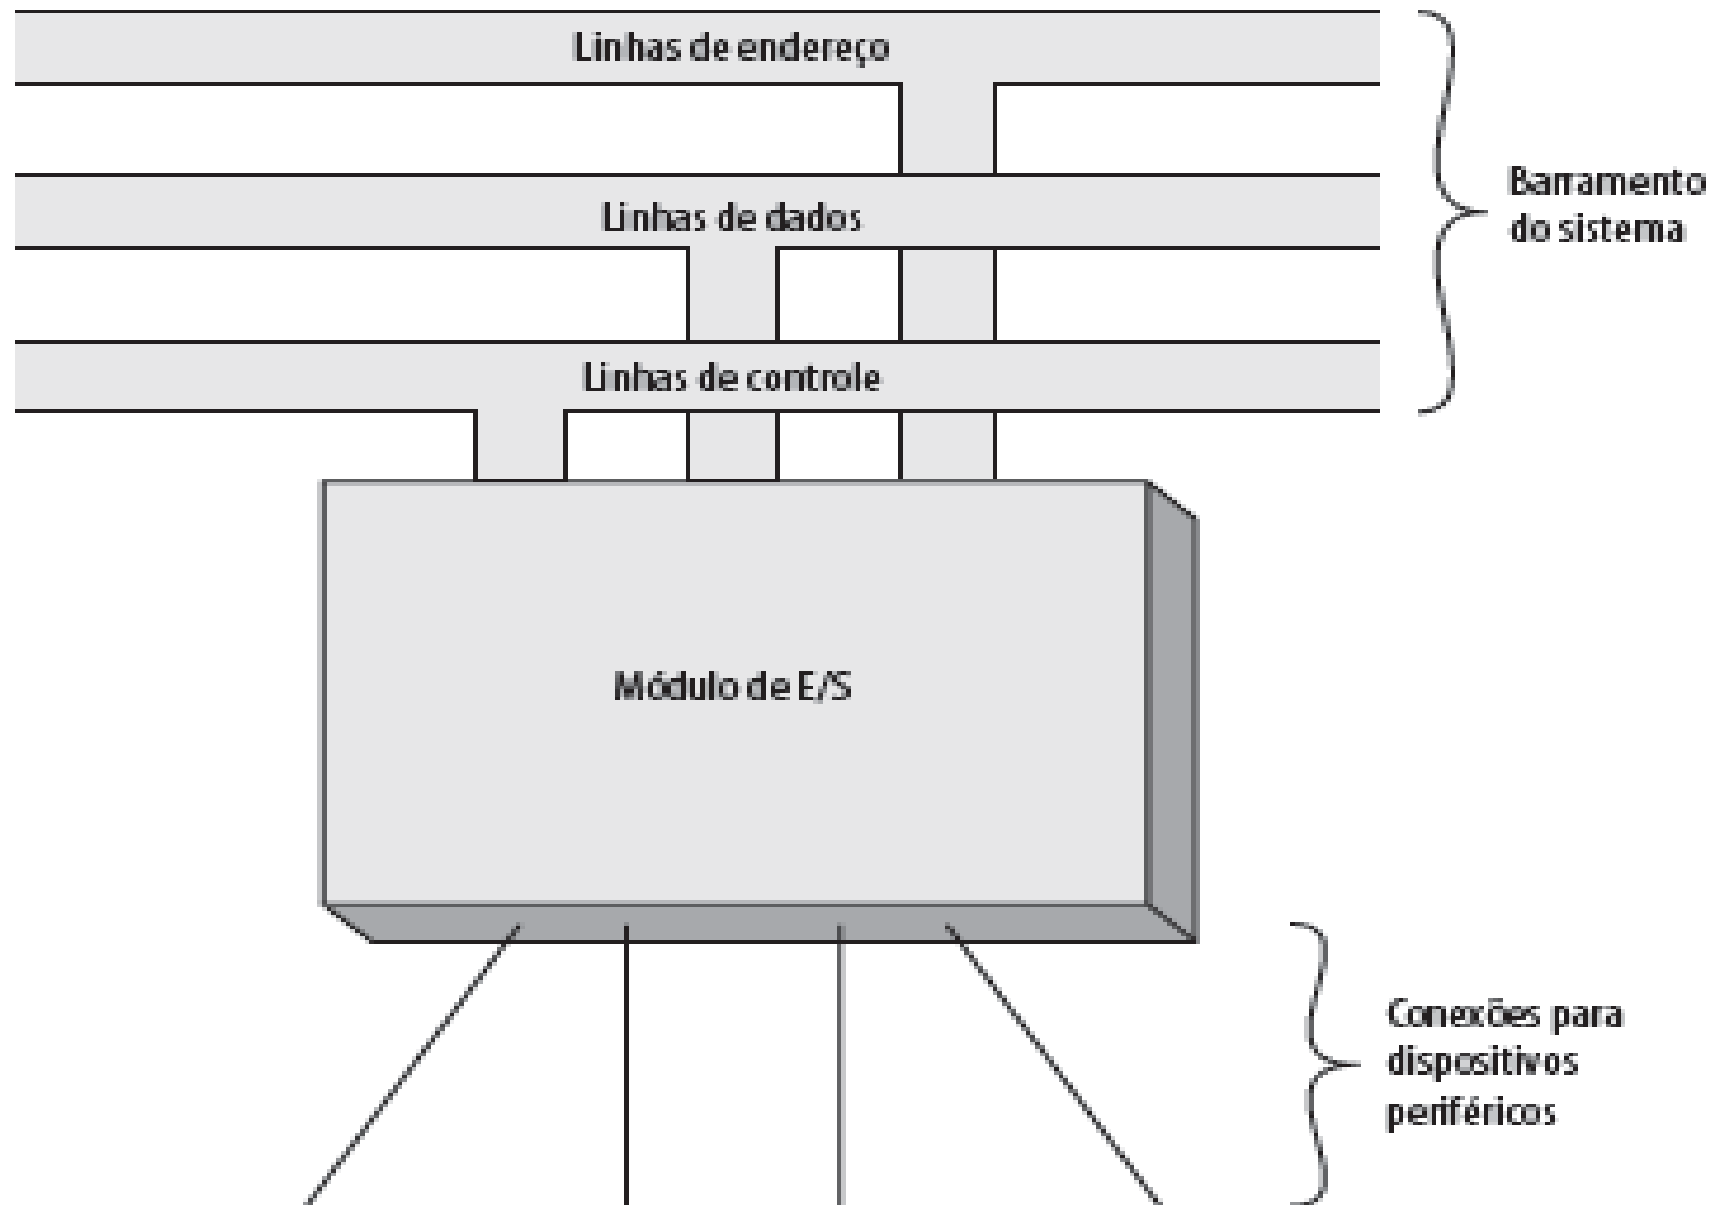 Linhas de endereço
Linhas de dados
Barramento
do sistema
Linhas de controle
Módulo de E/S
Conexões para
dispositivos
periféricos